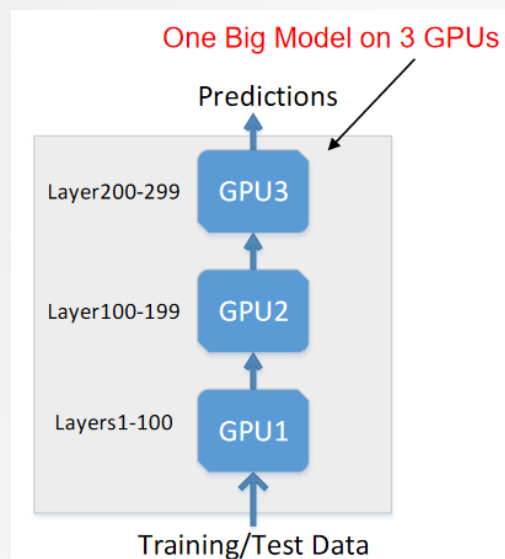 One Big Model on 3 GPUs
Predictions
Layer200-299
GPU3
Layer100-199
GPU2
Layers1-100
GPU1
Training/Test Data